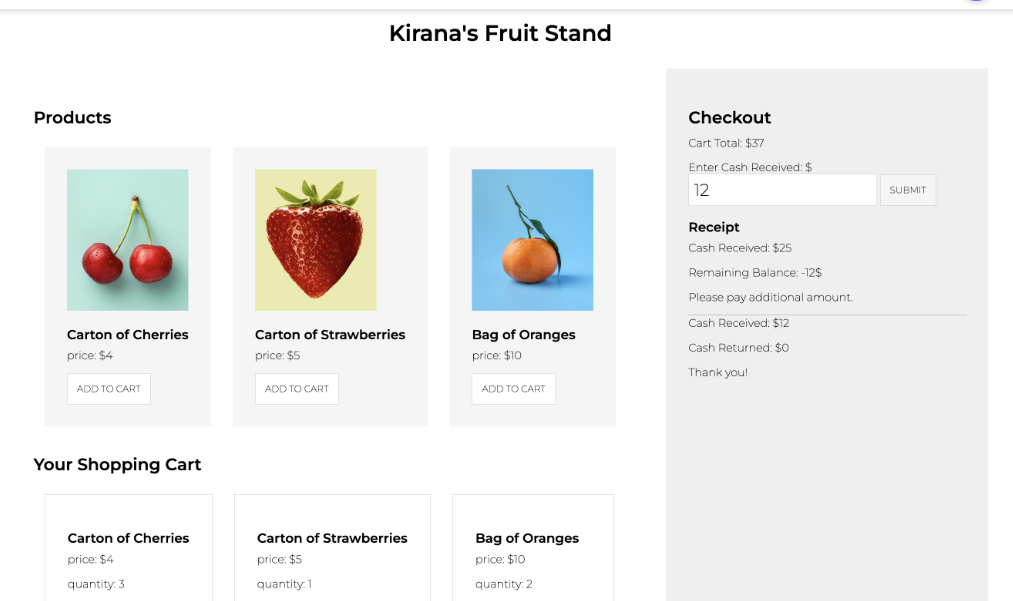 Kirana's Fruit Stand
Products
Carton of Cherries
price: $4
ADD TO CART
Carton of Strawberries
price: $5
ADD TO CART
Bag of Oranges
price: $10
ADD TO CART
Your Shopping Cart
Carton of Cherries
price: $4
quantity: 3
Carton of Strawberries
price: $5
quantity: 1
Bag of Oranges
price: $10
quantity: 2
Checkout
Cart Total: $37
Enter Cash Received: $
12
SUBMIT
Receipt
Cash Received: $25
Remaining Balance: -12$
Please pay additional amount.
Cash Received: $12
Cash Returned: $0
Thank you!